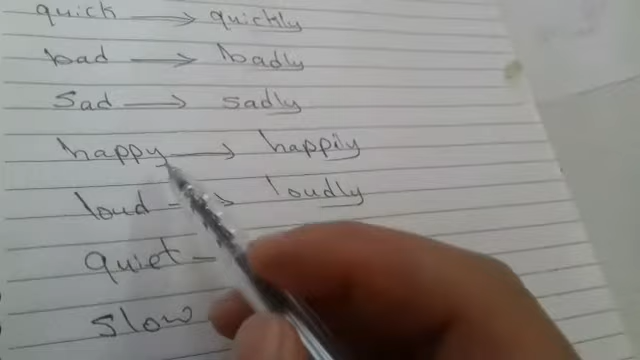 quick → quickly
bad → badly
Sad → sadly
happy → happily
loud → loudly
quiet
slow